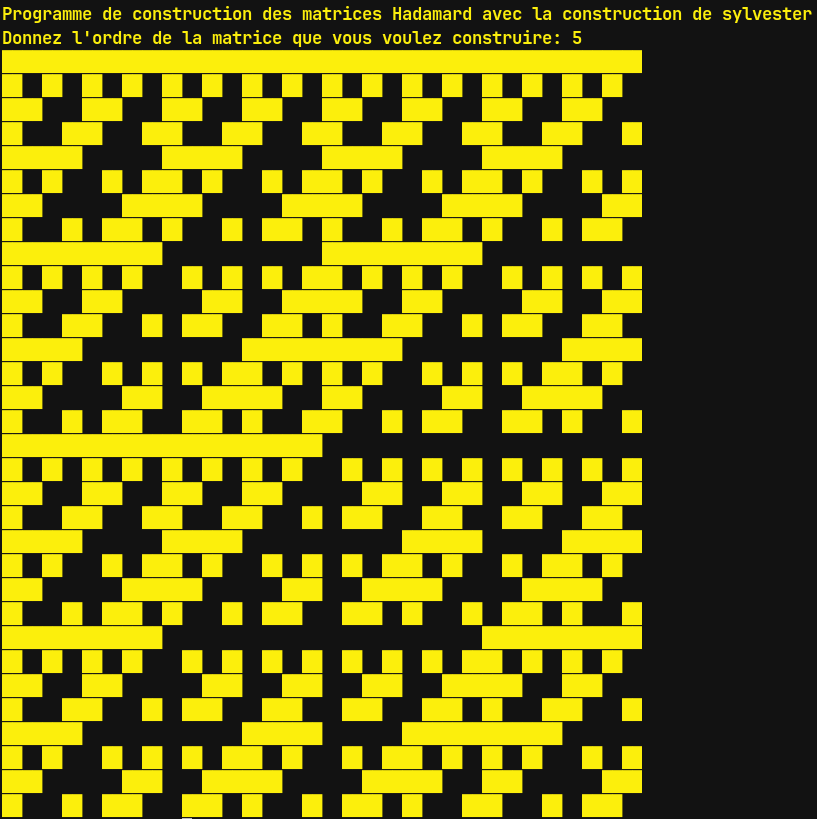 Programme de construction des matrices Hadamard avec la construction de sylvester
Donnez l'ordre de la matrice que vous voulez construire: 5